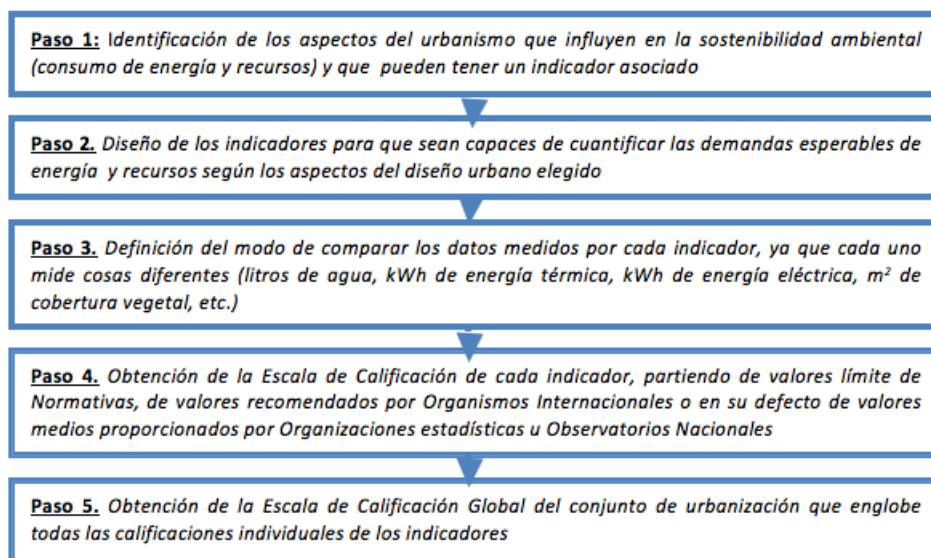 Paso 1: Identificación de los aspectos del urbanismo que influyen en la sostenibilidad ambiental
(consumo de energía y recursos) y que pueden tener un indicador asociado
Paso 2. Diseño de los indicadores para que sean capaces de cuantificar las demandas esperables de
energía y recursos según los aspectos del diseño urbano elegido
Paso 3. Definición del modo de comparar los datos medidos por cada indicador, ya que cada uno
mide cosas diferentes (litros de agua, kWh de energía térmica, kWh de energía eléctrica, m² de
cobertura vegetal, etc.)
Paso 4. Obtención de la Escala de Calificación de cada indicador, partiendo de valores límite de
Normativas, de valores recomendados por Organismos Internacionales o en su defecto de valores
medios proporcionados por Organizaciones estadísticas u Observatorios Nacionales
Paso 5. Obtención de la Escala de Calificación Global del conjunto de urbanización que englobe
todas las calificaciones individuales de los indicadores